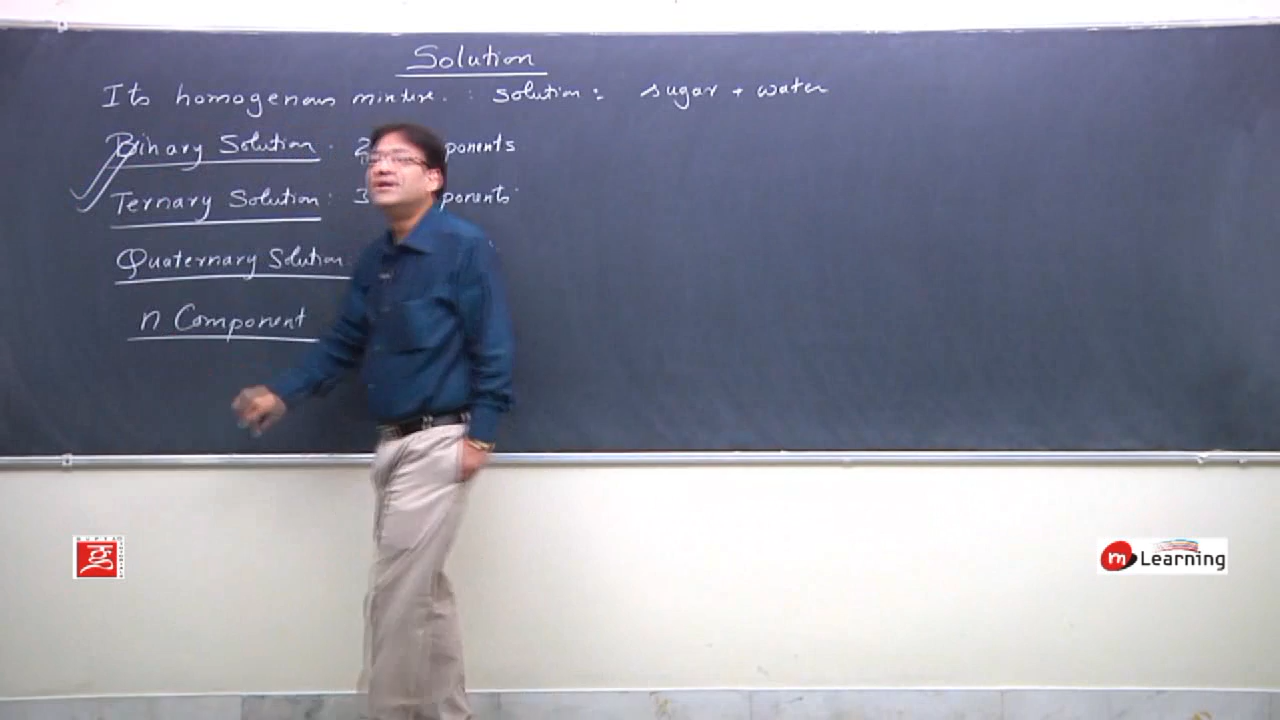 Solution
Its homogenous mixture. : solution : sugar + water
Binary Solution . 2 ponents
Ternary Solution : 3 ponents
Quaternary Solution :
n Component
GUPTA
m Learning